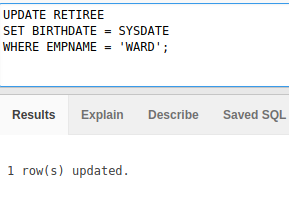 UPDATE RETIREE
SET BIRTHDATE = SYSDATE
WHERE EMPNAME = 'WARD';
Results Explain Describe Saved SQL
1 row(s) updated.